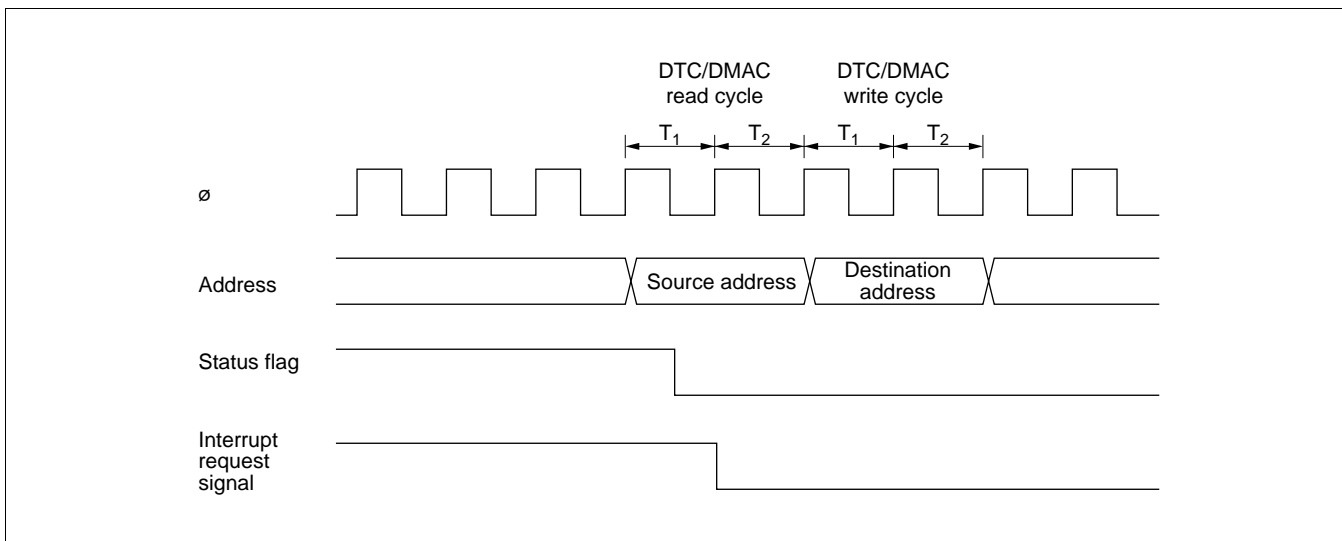 DTC/DMAC
read cycle
DTC/DMAC
write cycle
T1
T2
T1
T2
ø
Address
Source address
Destination
address
Status flag
Interrupt
request
signal